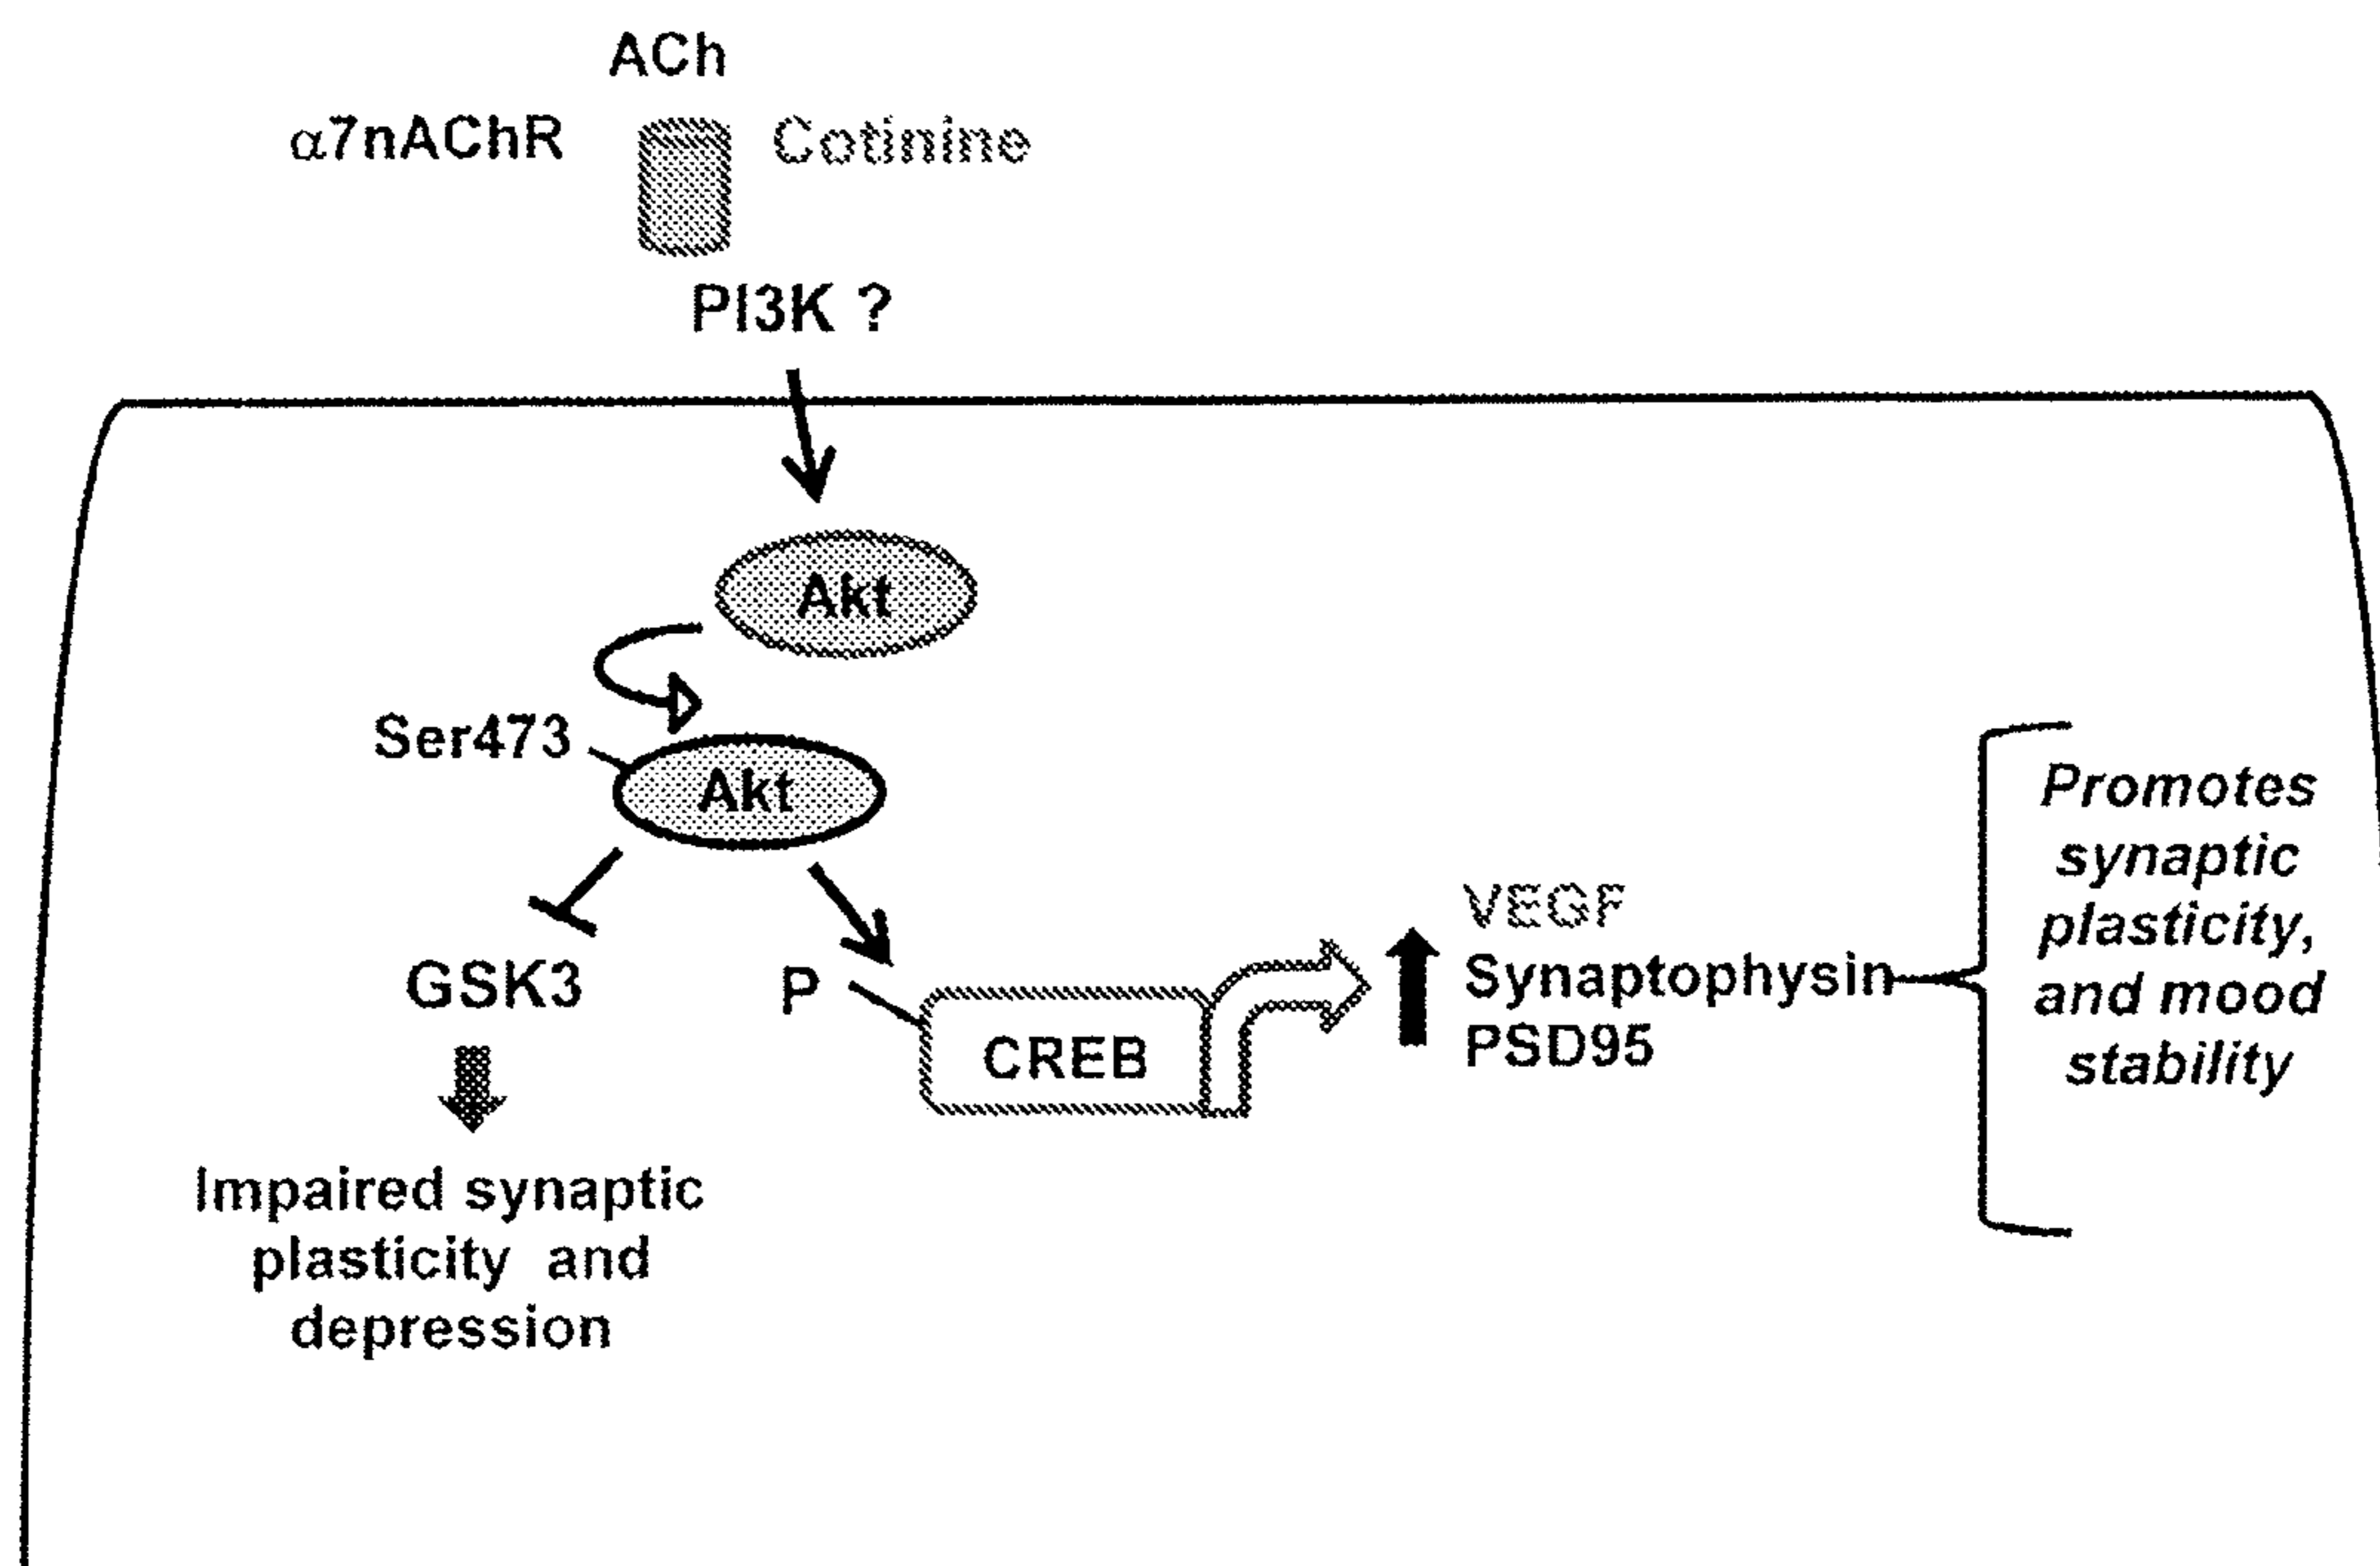 ACh
α7nAChR
Cotinine
PI3K ?
Akt
Ser473
Akt
GSK3
P
CREB
VEGF
Synaptophysin
PSD95
Promotes
synaptic
plasticity,
and mood
stability
Impaired synaptic
plasticity and
depression